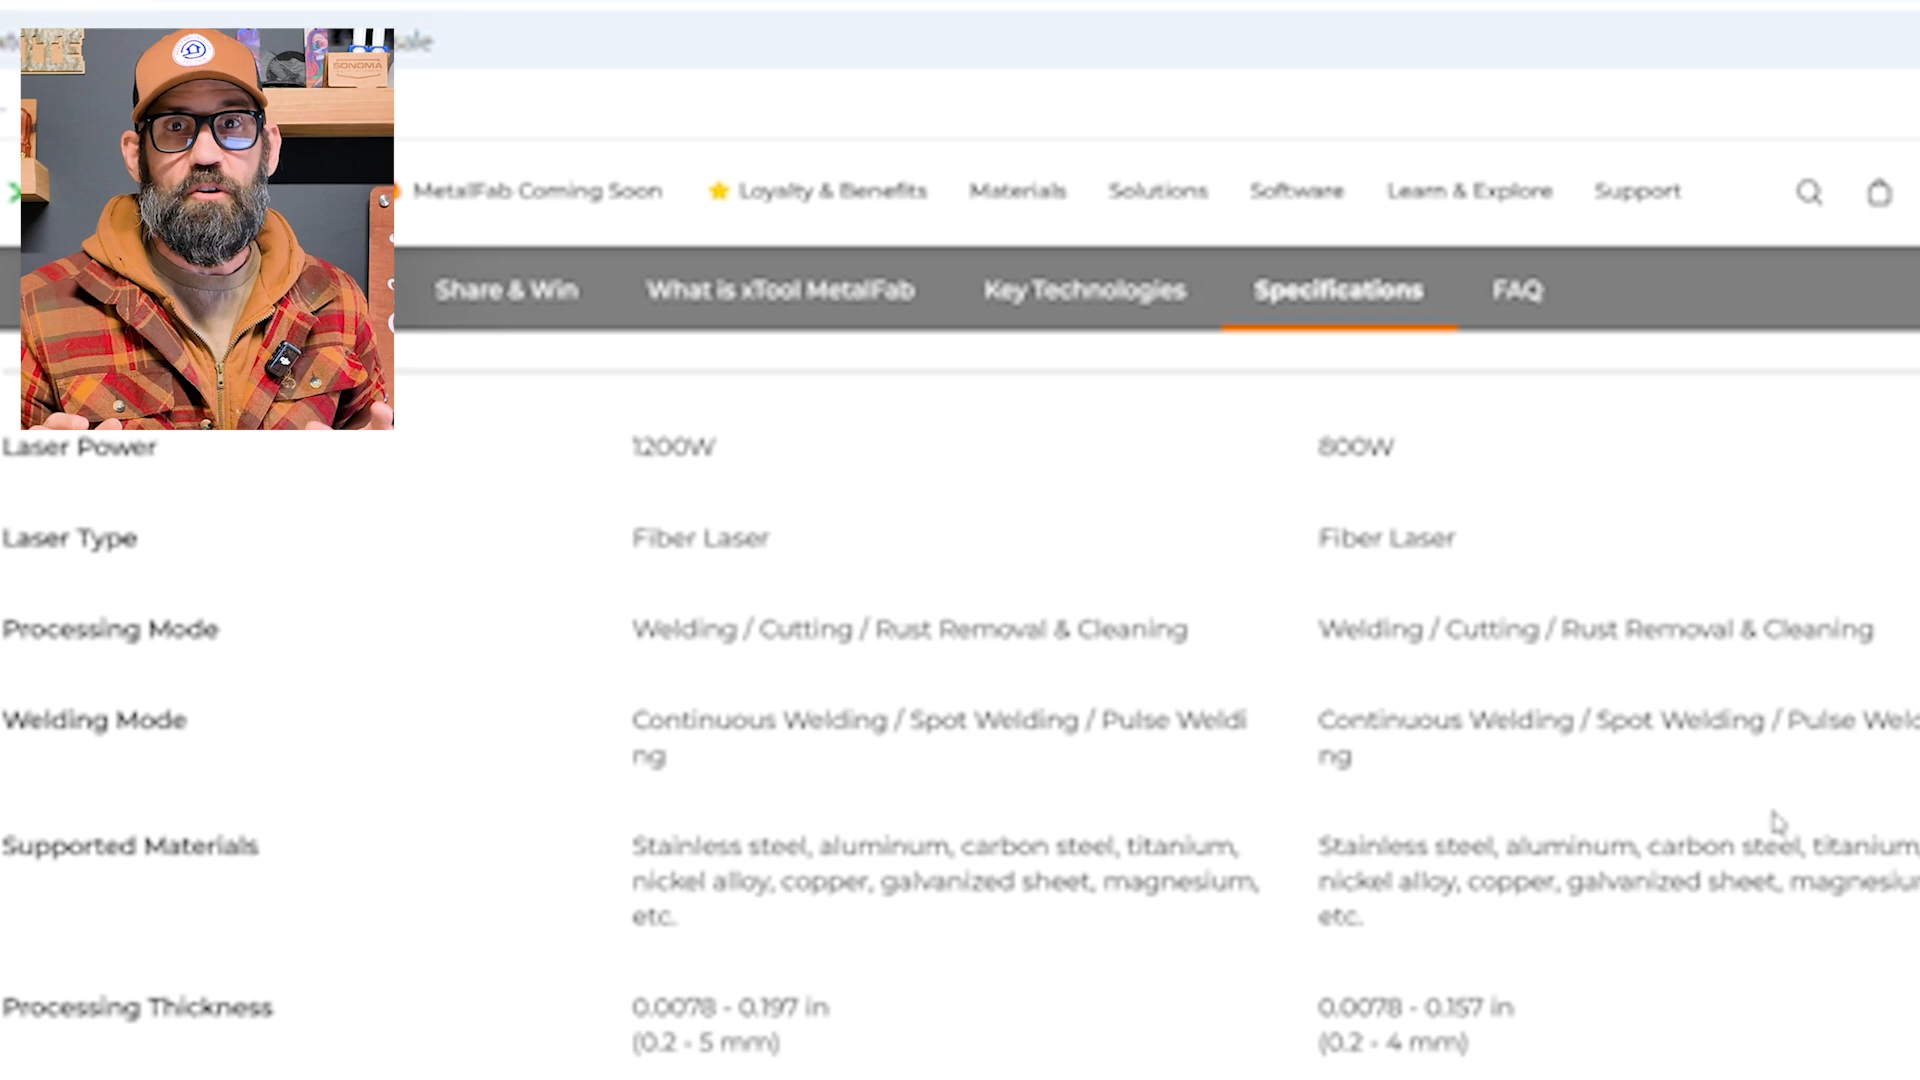 sale
SONOMA
MetalFab Coming Soon
Loyalty & Benefits
Materials
Solutions
Software
Learn & Explore
Support
Share & Win
What is xTool MetalFab
Key Technologies
Specifications
FAQ
Laser Power 1200W 800W
Laser Type Fiber Laser Fiber Laser
Processing Mode Welding / Cutting / Rust Removal & Cleaning Welding / Cutting / Rust Removal & Cleaning
Welding Mode Continuous Welding / Spot Welding / Pulse Weldi Continuous Welding / Spot Welding / Pulse Weld
ng ng
Supported Materials Stainless steel, aluminum, carbon steel, titanium, Stainless steel, aluminum, carbon steel, titanium,
nickel alloy, copper, galvanized sheet, magnesium, nickel alloy, copper, galvanized sheet, magnesiu
etc. etc.
Processing Thickness 0.0078 - 0.197 in 0.0078 - 0.157 in
(0.2 - 5 mm) (0.2 - 4 mm)